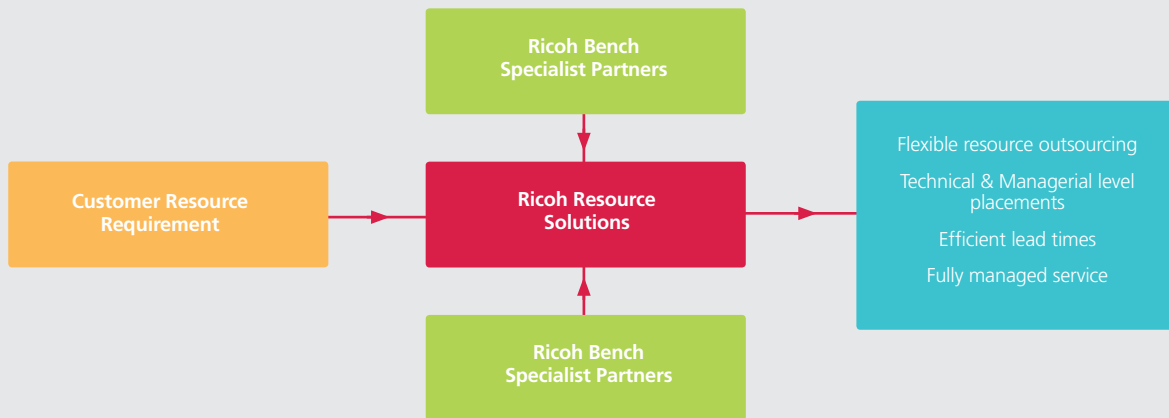 Ricoh Bench
Specialist Partners
Customer Resource
Requirement
Ricoh Resource
Solutions
Flexible resource outsourcing
Technical & Managerial level
placements
Efficient lead times
Fully managed service
Ricoh Bench
Specialist Partners